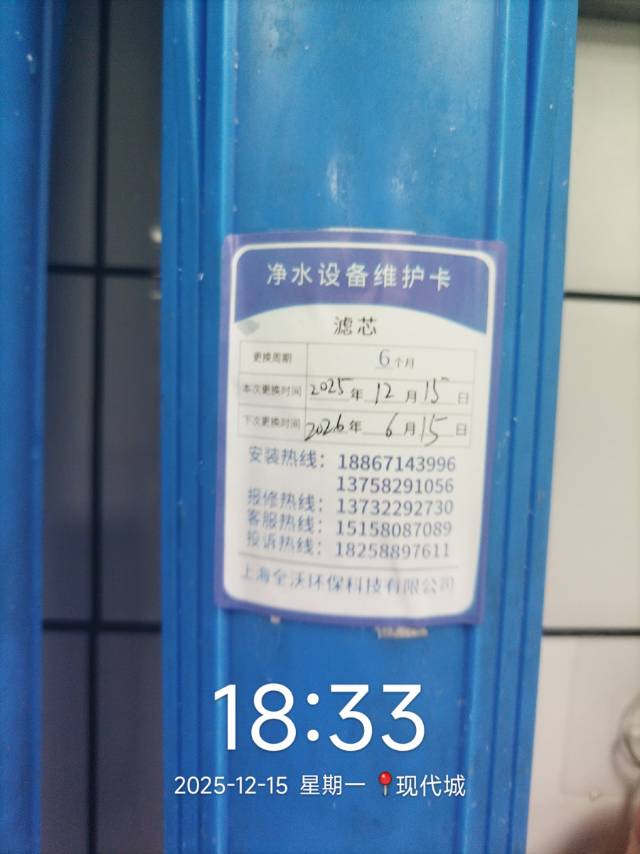 净水设备维护卡
滤芯
更换周期 6个月
本次更换时间 2025年12月15日
下次更换时间 2026年6月15日
安装热线：18867143996
13758291056
报修热线：13732292730
客服热线：15158087089
投诉热线：18258897611
上海全沃环保科技有限公司
18:33
2025-12-15 星期一 📍现代城